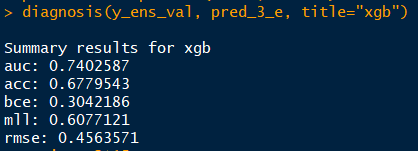 > diagnosis(y_ens_val, pred_3_e, title="xgb")
Summary results for xgb
auc: 0.7402587
acc: 0.6779543
bce: 0.3042186
mll: 0.6077121
rmse: 0.4563571